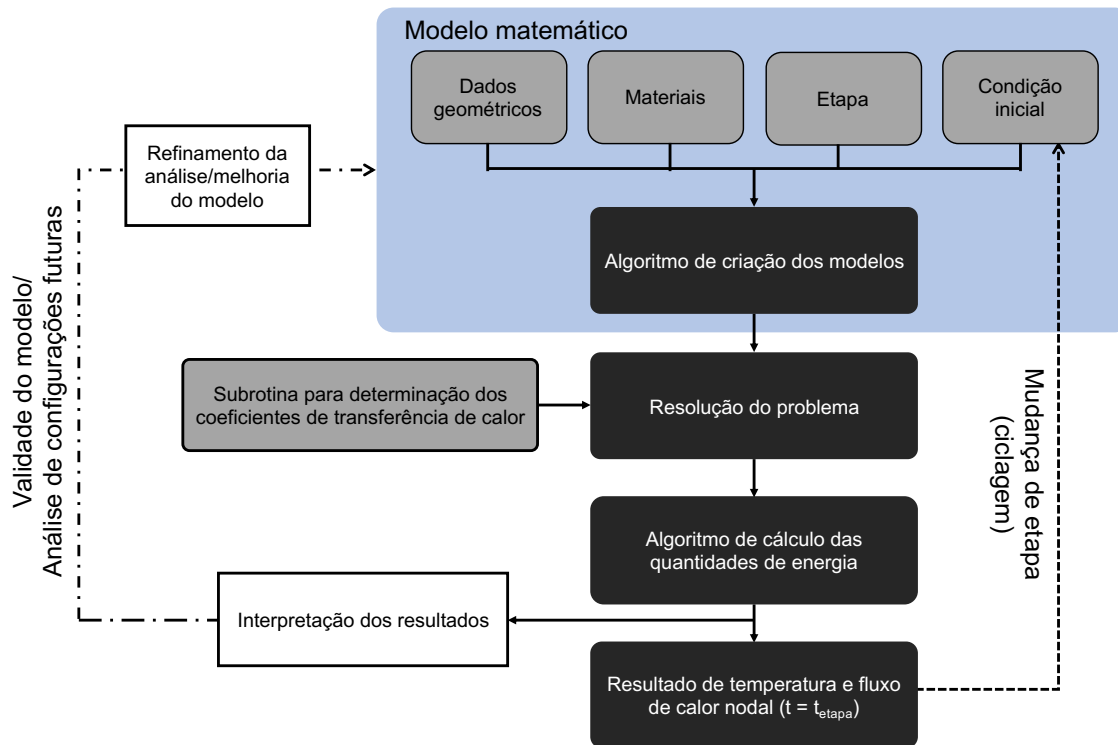 Modelo matemático
Dados
geométricos
Materiais
Etapa
Condição
inicial
Refinamento da
análise/melhoria
do modelo
Algoritmo de criação dos modelos
Validade do modelo/
Análise de configurações futuras
Subrotina para determinação dos
coeficientes de transferência de calor
Resolução do problema
Mudança de etapa
(ciclagem)
Algoritmo de cálculo das
quantidades de energia
Interpretação dos resultados
Resultado de temperatura e fluxo
de calor nodal (t = t_etapa)